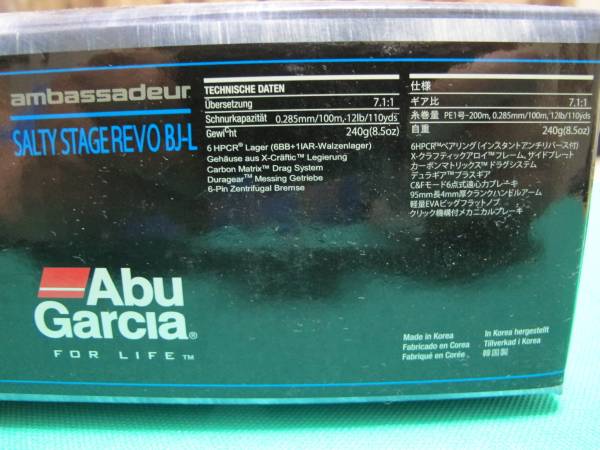 ambassadeur
SALTY STAGE REVO BJ-L
TECHNISCHE DATEN
Übersetzung 7.1:1
Schnurkapazität 0.285mm/100m, 12lb/110yds
Gewicht 240g(8.5oz)
6 HPCR™ Lager (6BB+1IAR-Walzenlager)
Gehäuse aus X-Cräftic™ Legierung
Carbon Matrix™ Drag System
Duragear™ Messing Getriebe
6-Pin Zentrifugal Bremse
仕様
ギア比 7.1:1
糸巻量 PE1号-200m, 0.285mm/100m, 12lb/110yds
自重 240g(8.5oz)
6HPCR™ベアリング(インスタントアンチリバース付)
X-クラフティックアロイ™フレーム、サイドプレート
カーボンマトリックス™ドラグシステム
デュラギア™ブラスギア
C&Fモード6点式遠心力ブレーキ
95mm長4mm厚クランクハンドルアーム
軽量EVAビッグフラットノブ
クリック機構付メカニカルブレーキ
Abu
Garcia®
FOR LIFE™
Made in Korea
Fabricado en Corea
Fabriqué en Corée
In Korea hergestellt
Tillverkad i Korea
韓国製